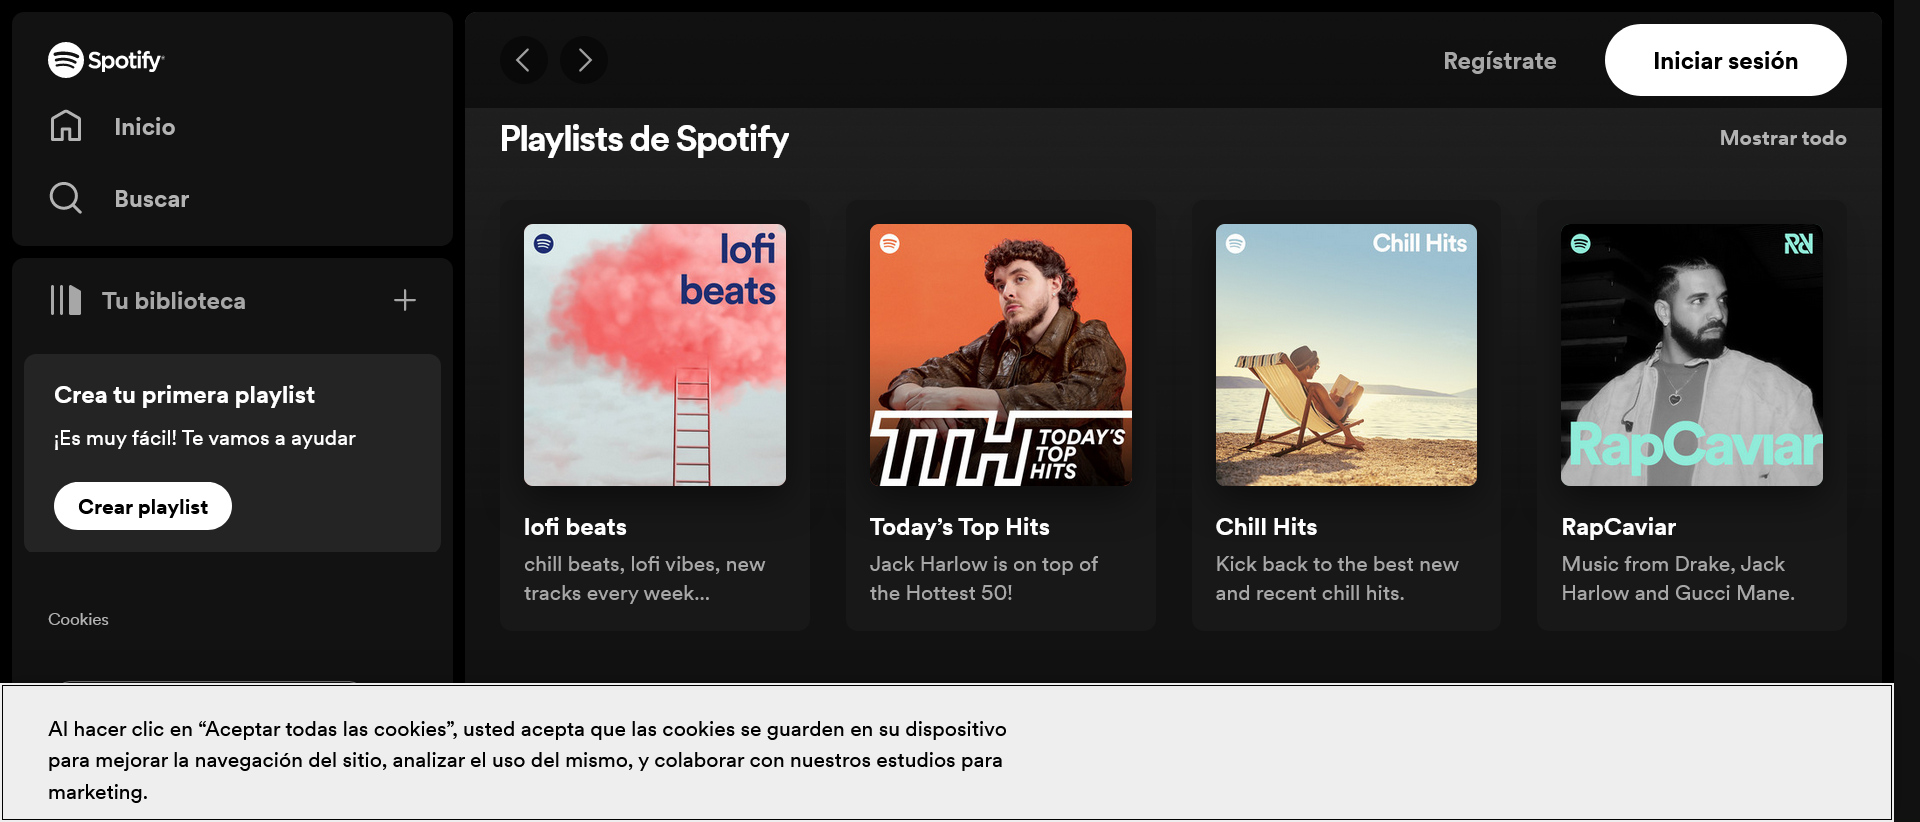 Spotify
Inicio
Buscar
Tu biblioteca
Crea tu primera playlist
¡Es muy fácil! Te vamos a ayudar
Crear playlist
Cookies
Regístrate
Iniciar sesión
Playlists de Spotify
Mostrar todo
lofi
beats
TTH
TODAY'S
TOP
HITS
Chill Hits
RapCaviar
lofi beats
chill beats, lofi vibes, new
tracks every week...
Today's Top Hits
Jack Harlow is on top of
the Hottest 50!
Chill Hits
Kick back to the best new
and recent chill hits.
RapCaviar
Music from Drake, Jack
Harlow and Gucci Mane.
Al hacer clic en “Aceptar todas las cookies”, usted acepta que las cookies se guarden en su dispositivo
para mejorar la navegación del sitio, analizar el uso del mismo, y colaborar con nuestros estudios para
marketing.